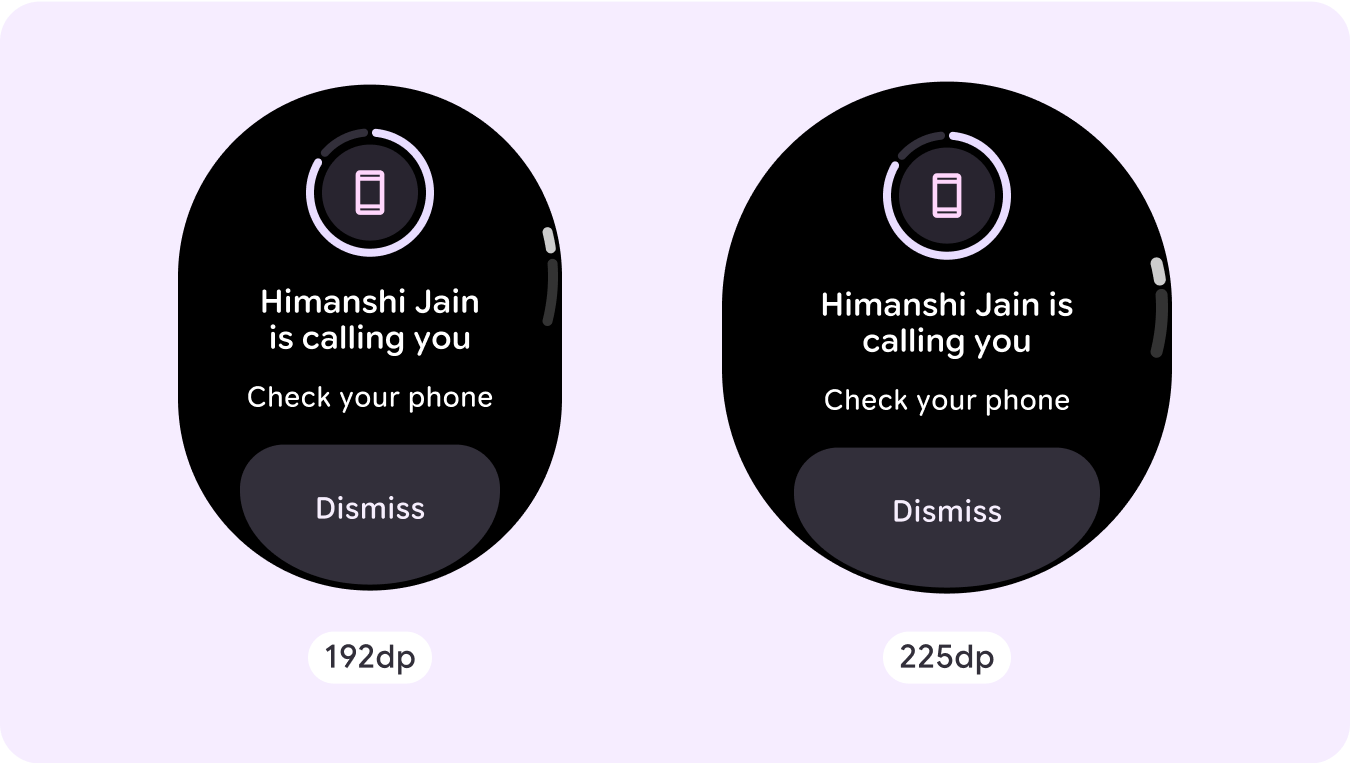 Himanshi Jain
is calling you
Check your phone
Dismiss
192dp
Himanshi Jain is
calling you
Check your phone
Dismiss
225dp